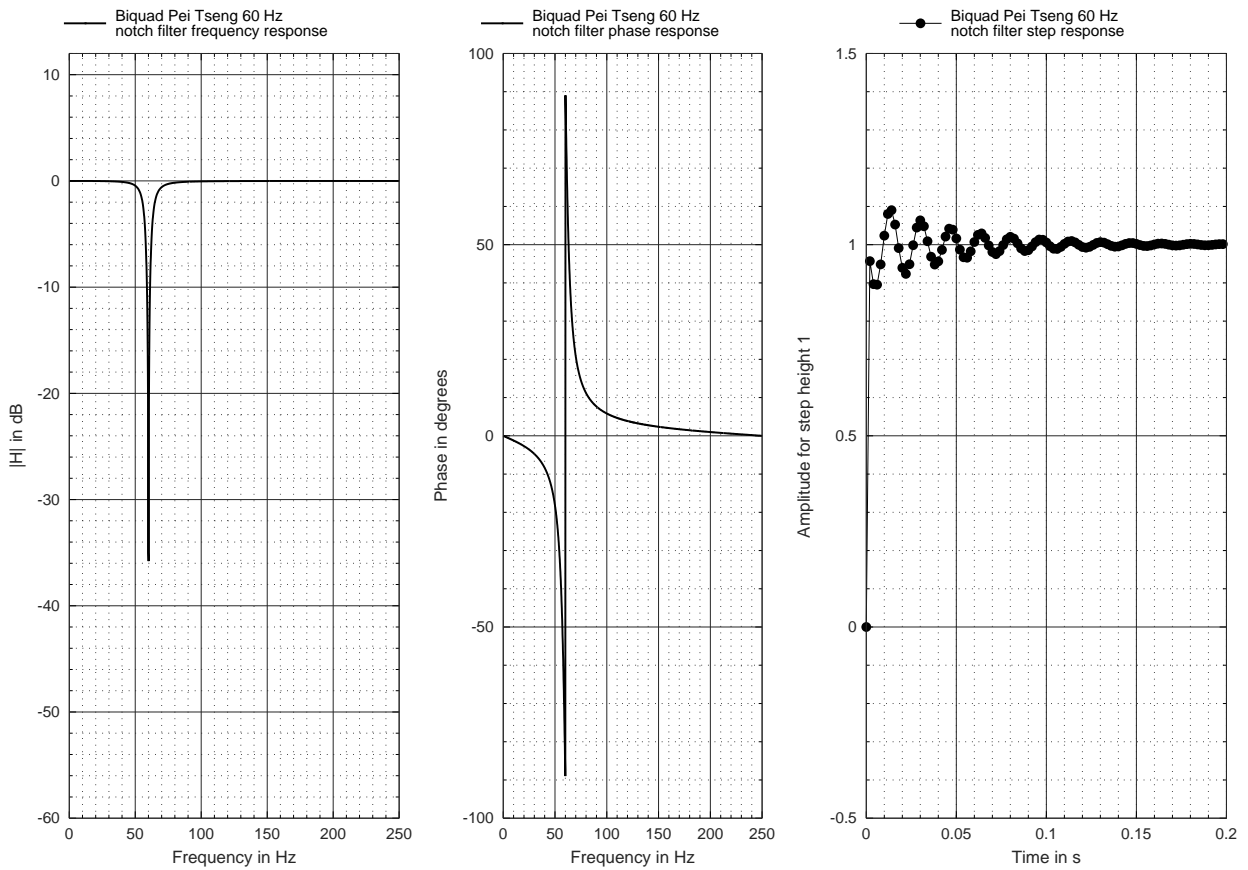 Biquad Pei Tseng 60 Hz
notch filter frequency response
10
0
-10
-20
-30
-40
-50
-60
|H| in dB
0
50
100
150
200
250
Frequency in Hz
Biquad Pei Tseng 60 Hz
notch filter phase response
100
50
0
-50
-100
Phase in degrees
0
50
100
150
200
250
Frequency in Hz
Biquad Pei Tseng 60 Hz
notch filter step response
1.5
1
0.5
0
-0.5
Amplitude for step height 1
0
0.05
0.1
0.15
0.2
Time in s